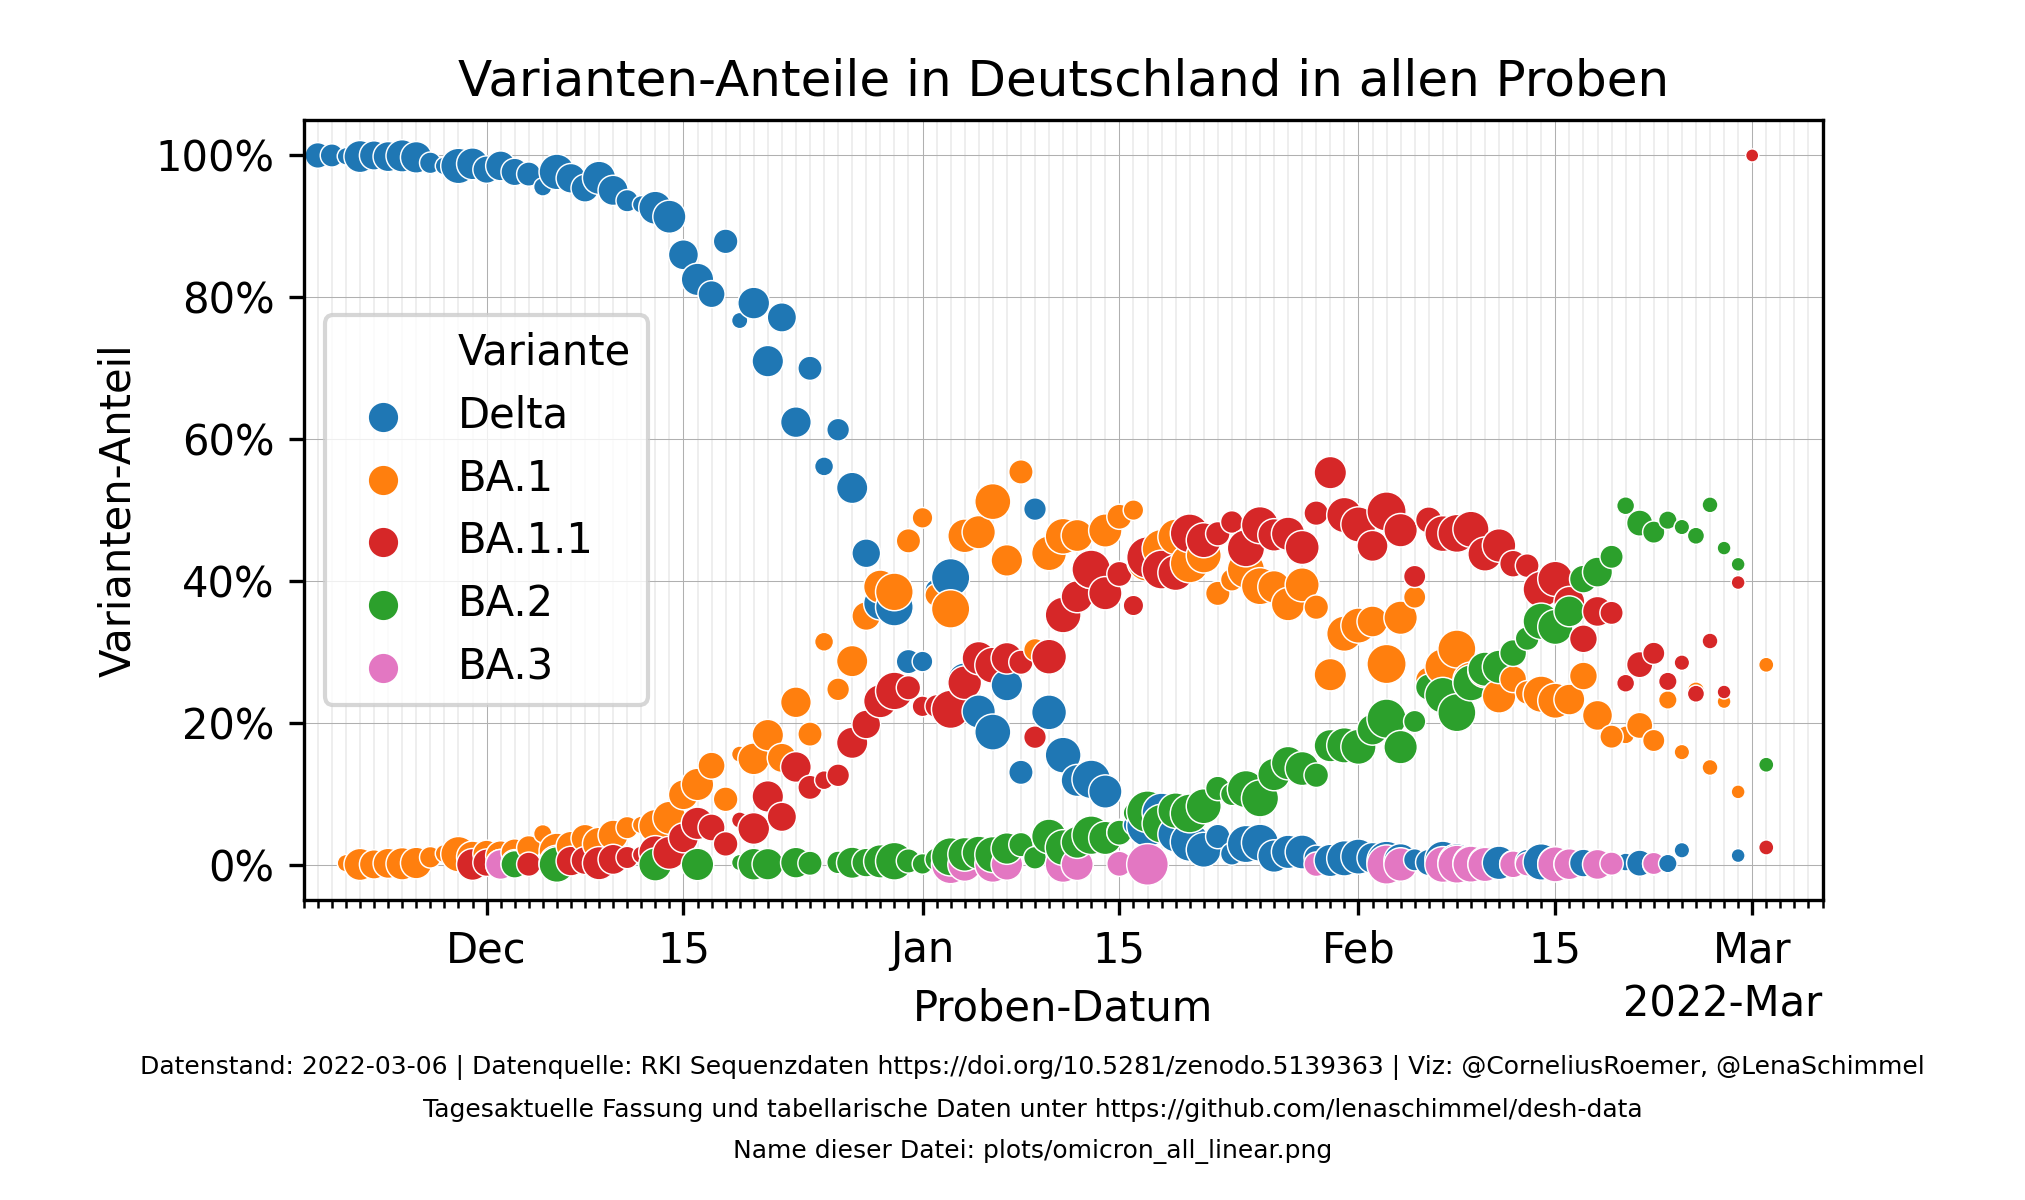 Varianten-Anteile in Deutschland in allen Proben
100%
80%
60%
40%
20%
0%
Varianten-Anteil
Variante
Delta
BA.1
BA.1.1
BA.2
BA.3
Dec 15 Jan 15 Feb 15 Mar
2022-Mar
Proben-Datum
Datenstand: 2022-03-06 | Datenquelle: RKI Sequenzdaten https://doi.org/10.5281/zenodo.5139363 | Viz: @CorneliusRoemer, @LenaSchimmel
Tagesaktuelle Fassung und tabellarische Daten unter https://github.com/lenaschimmel/desh-data
Name dieser Datei: plots/omicron_all_linear.png